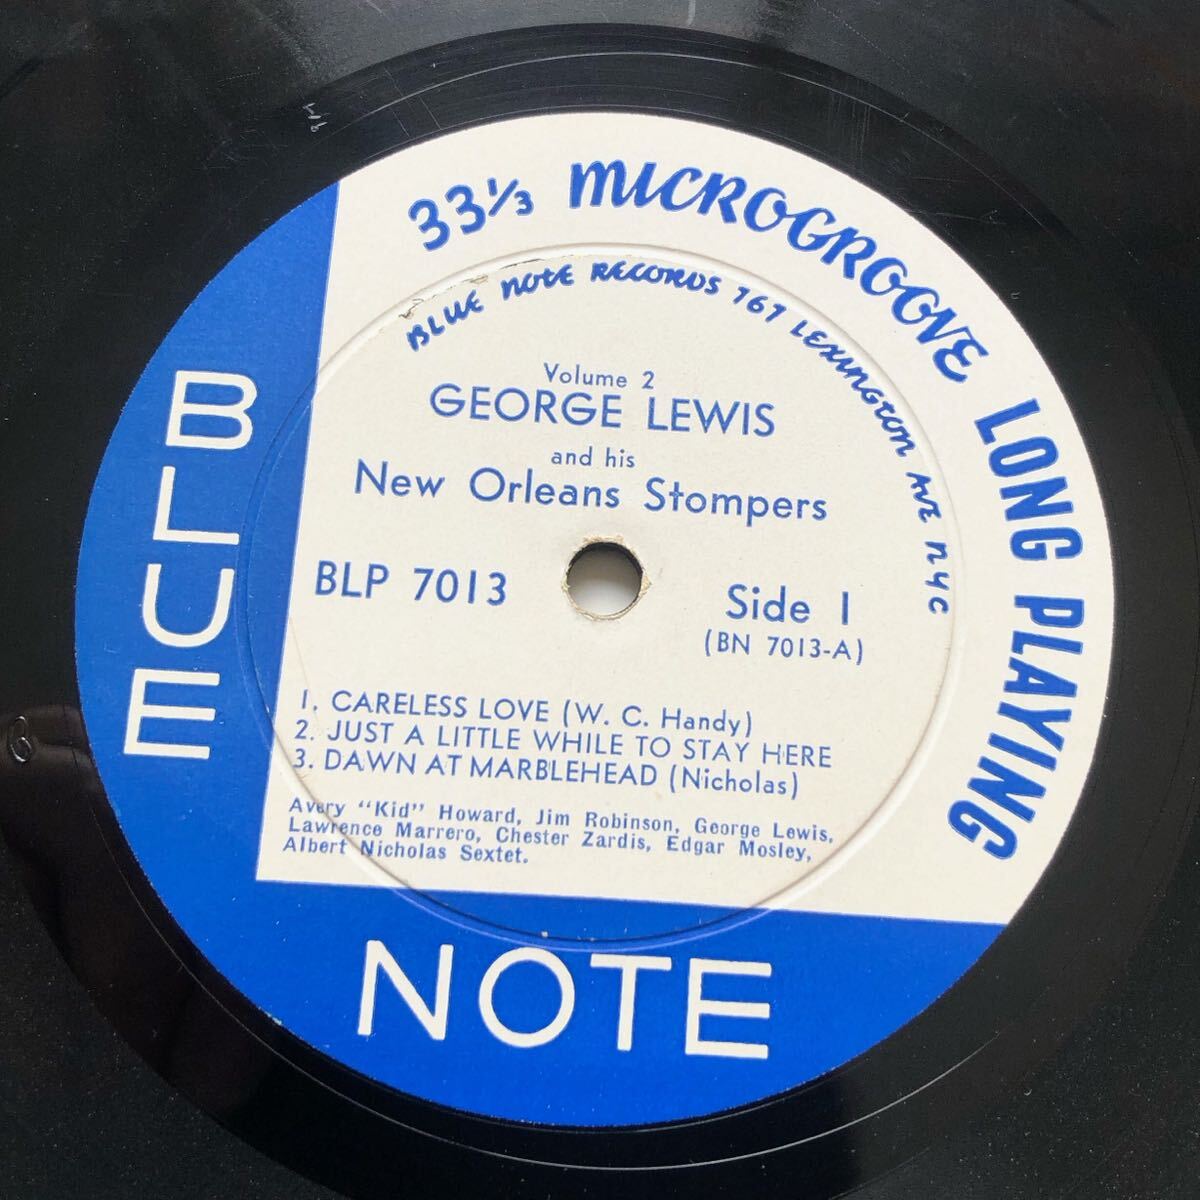 33⅓ MICROGROOVE LONG PLAYING
BLUE NOTE RECORDS 767 LEXINGTON AVE NYC
Volume 2
GEORGE LEWIS
and his
New Orleans Stompers
BLP 7013
Side 1
(BN 7013-A)
1. CARELESS LOVE (W. C. Handy)
2. JUST A LITTLE WHILE TO STAY HERE
3. DAWN AT MARBLEHEAD (Nicholas)
Avery "Kid" Howard, Jim Robinson, George Lewis,
Lawrence Marrero, Chester Zardis, Edgar Mosley,
Albert Nicholas Sextet.
BLUE
NOTE